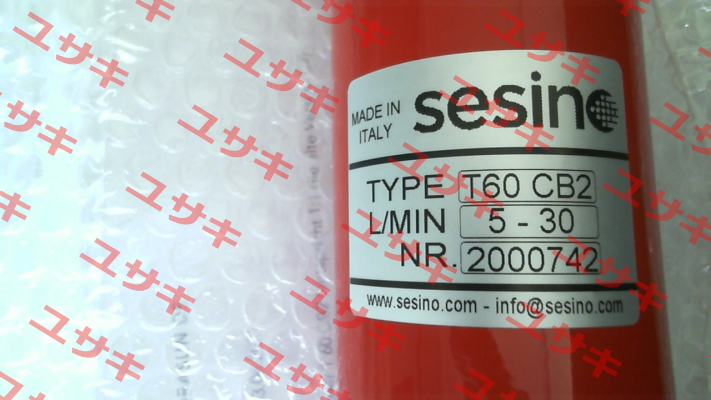 MADE IN
ITALY
sesino
TYPE T60 CB2
L/MIN 5 - 30
NR. 2000742
www.sesino.com - info@sesino.com
ユサキ